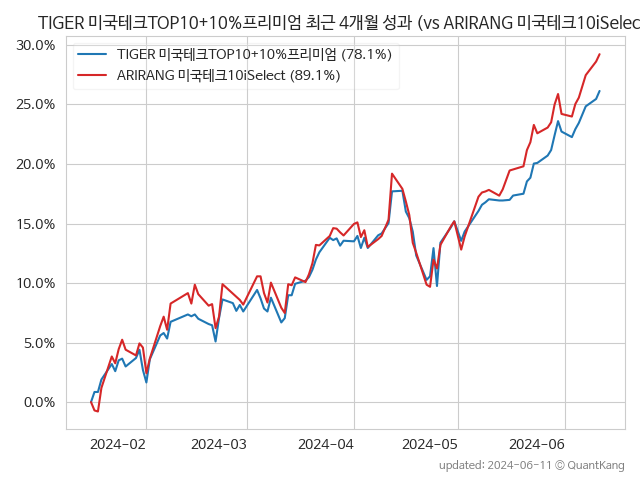 TIGER 미국테크TOP10+10%프리미엄 최근 4개월 성과 (vs ARIRANG 미국테크10iSelec
30.0%
25.0%
20.0%
15.0%
10.0%
5.0%
0.0%
TIGER 미국테크TOP10+10%프리미엄 (78.1%)
ARIRANG 미국테크10iSelect (89.1%)
2024-02 2024-03 2024-04 2024-05 2024-06
updated: 2024-06-11 © QuantKang